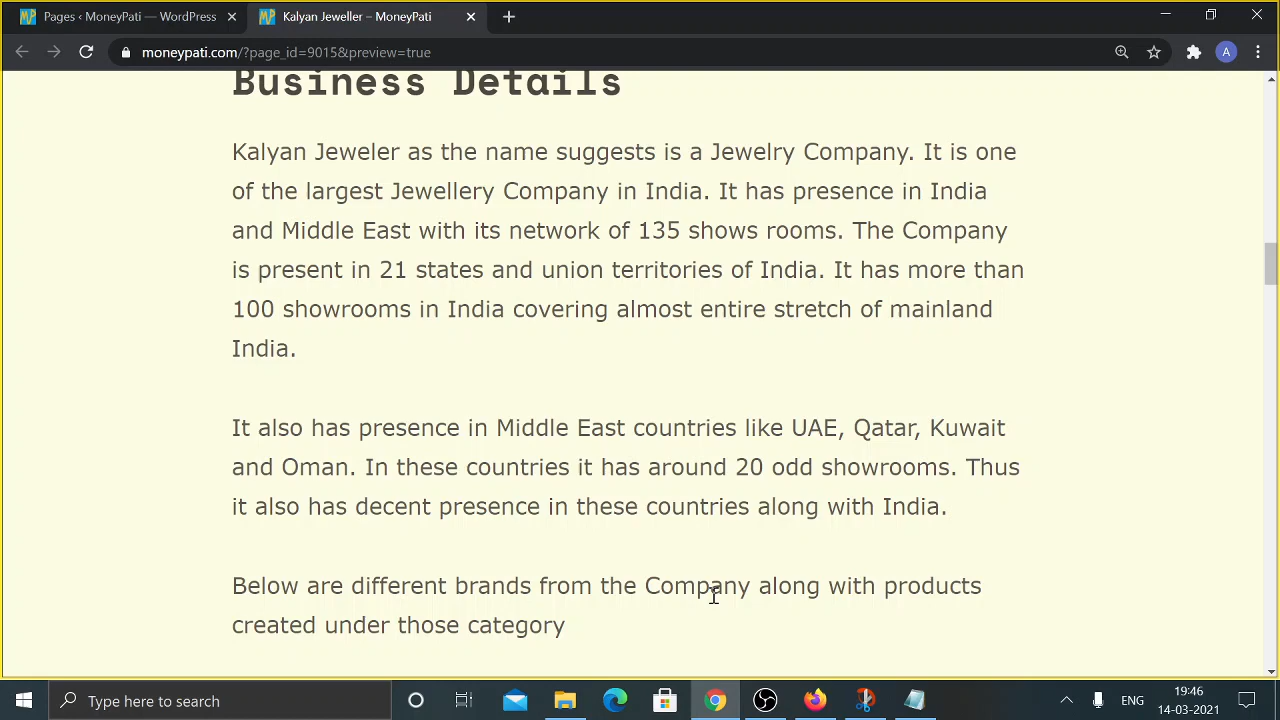 Pages ‹ MoneyPati — WordPress
Kalyan Jeweller – MoneyPati
moneypati.com/?page_id=9015&preview=true
A
Business Details
Kalyan Jeweler as the name suggests is a Jewelry Company. It is one
of the largest Jewellery Company in India. It has presence in India
and Middle East with its network of 135 shows rooms. The Company
is present in 21 states and union territories of India. It has more than
100 showrooms in India covering almost entire stretch of mainland
India.
It also has presence in Middle East countries like UAE, Qatar, Kuwait
and Oman. In these countries it has around 20 odd showrooms. Thus
it also has decent presence in these countries along with India.
Below are different brands from the Company along with products
created under those category
Type here to search
ENG
19:46
14-03-2021